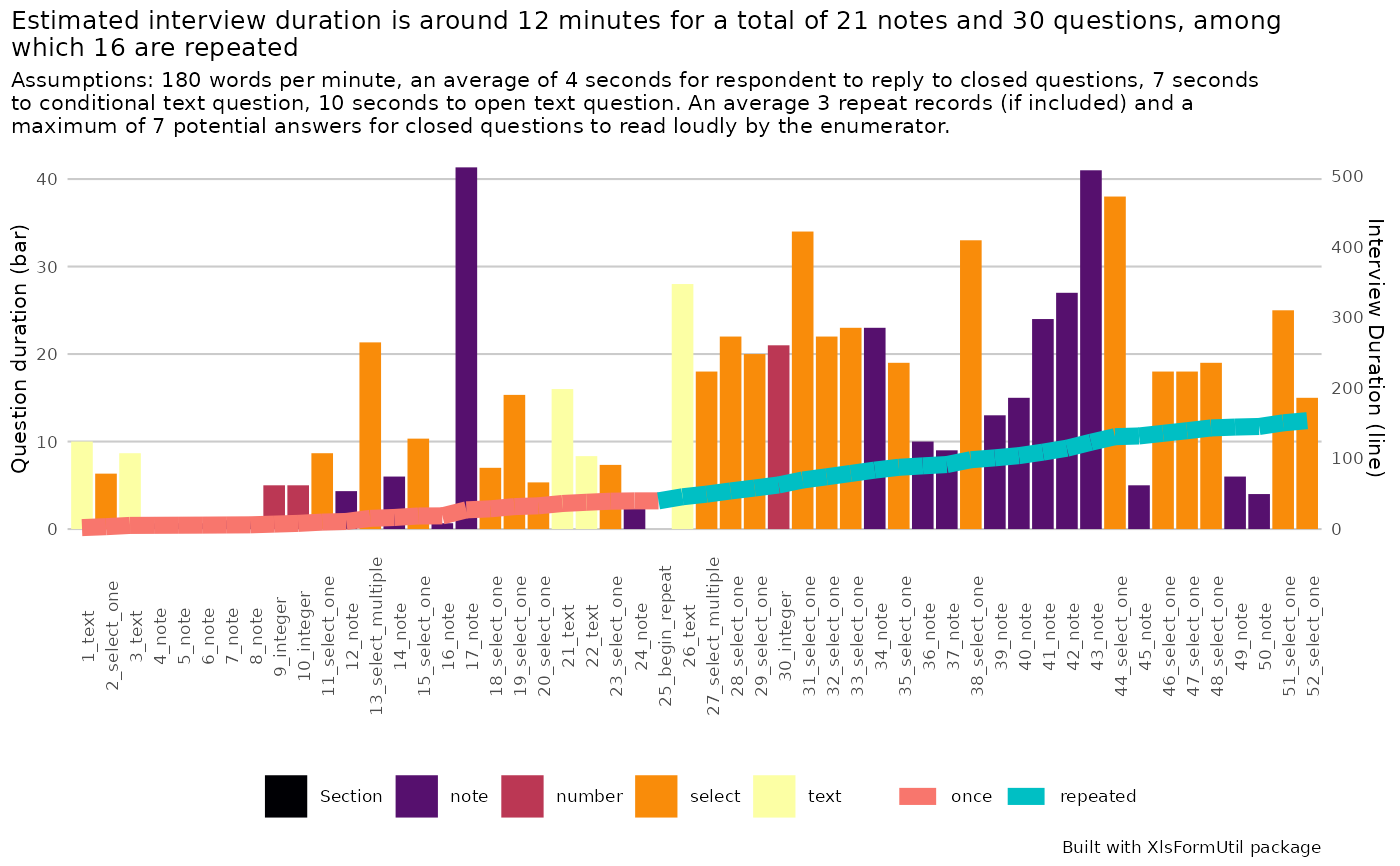 Estimated interview duration is around 12 minutes for a total of 21 notes and 30 questions, among
which 16 are repeated
Assumptions: 180 words per minute, an average of 4 seconds for respondent to reply to closed questions, 7 seconds
to conditional text question, 10 seconds to open text question. An average 3 repeat records (if included) and a
maximum of 7 potential answers for closed questions to read loudly by the enumerator.
Question duration (bar)
40
30
20
10
0
500
400
300
200
100
0
Interview Duration (line)
1_text
2_select_one
3_text
4_note
5_note
6_note
7_note
8_note
9_integer
10_integer
11_select_one
12_note
13_select_multiple
14_note
15_select_one
16_note
17_note
18_select_one
19_select_one
20_select_one
21_text
22_text
23_select_one
24_note
25_begin_repeat
26_text
27_select_multiple
28_select_one
29_select_one
30_integer
31_select_one
32_select_one
33_select_one
34_note
35_select_one
36_note
37_note
38_select_one
39_note
40_note
41_note
42_note
43_note
44_select_one
45_note
46_select_one
47_select_one
48_select_one
49_note
50_note
51_select_one
52_select_one
Section note number select text once repeated
Built with XlsFormUtil package